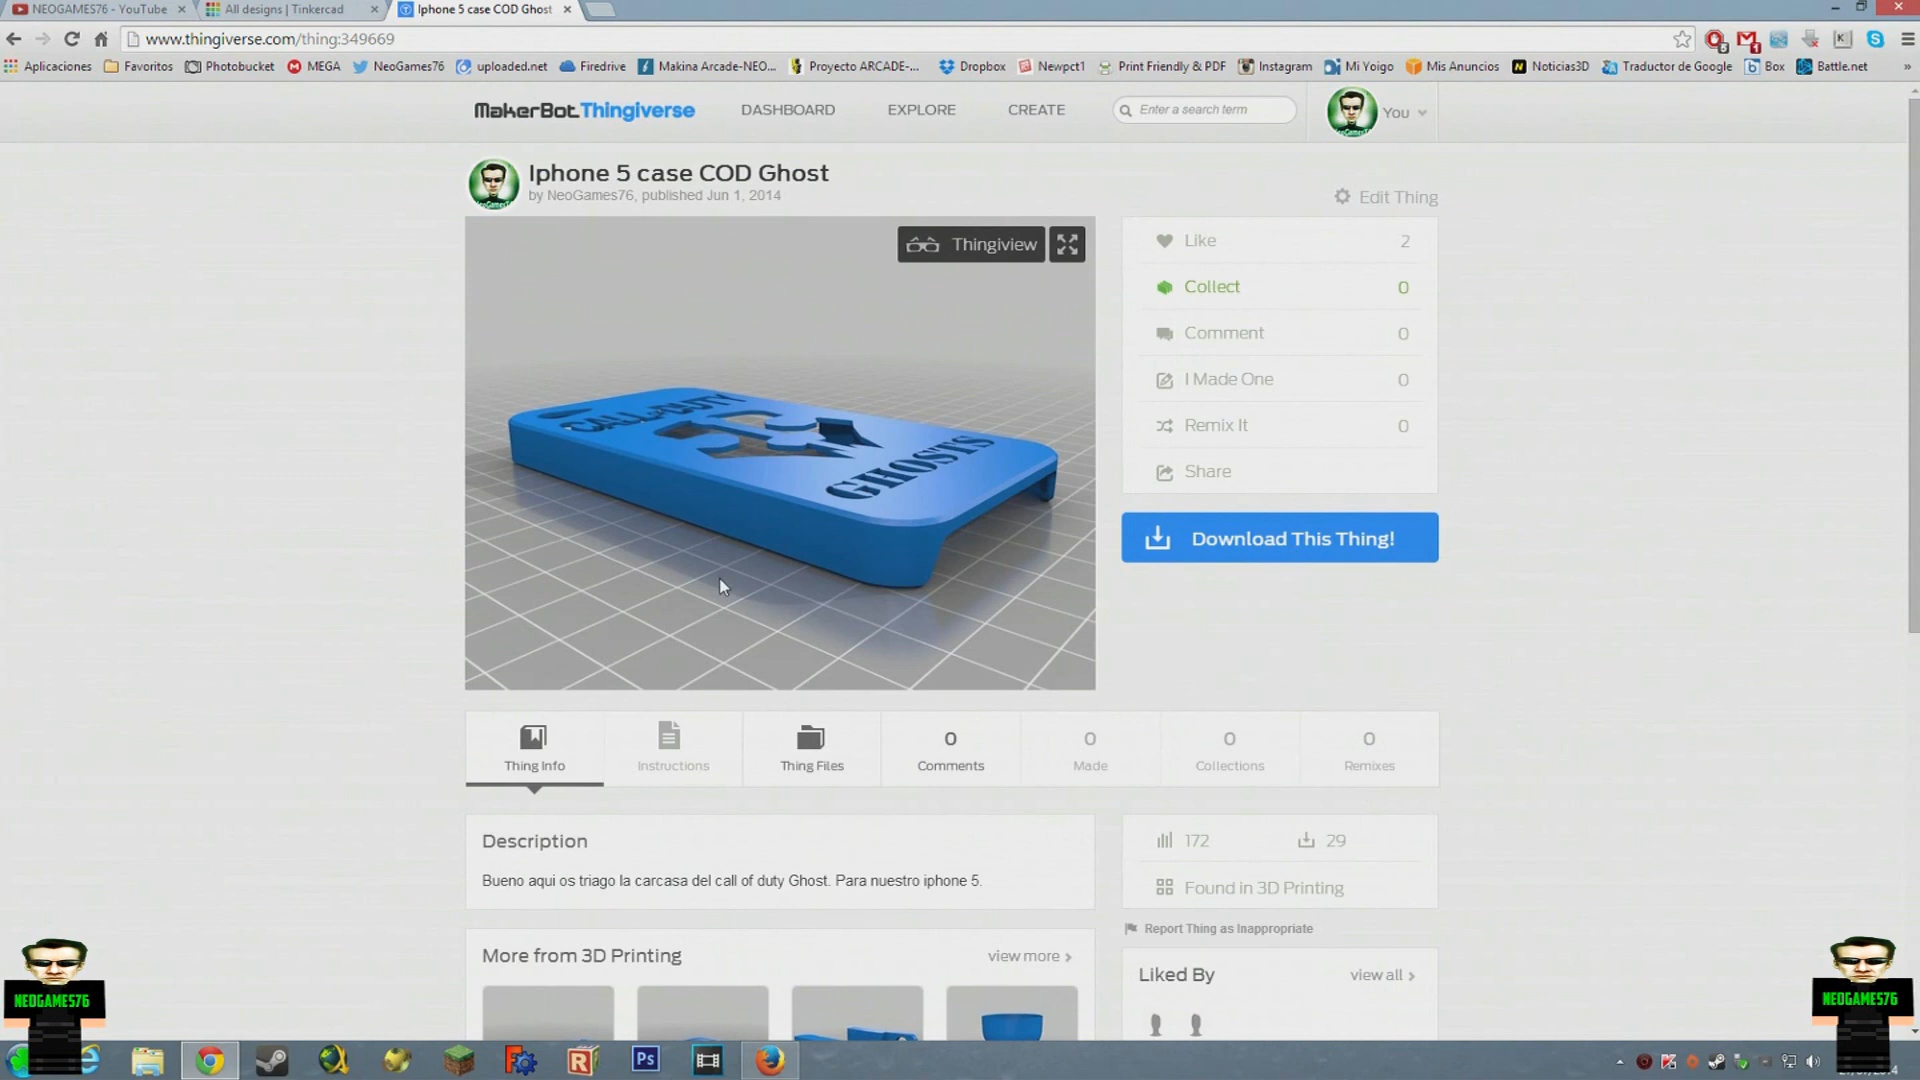 NEOGAMES76 - YouTube
All designs | Tinkercad
Iphone 5 case COD Ghost
www.thingiverse.com/thing:349669
Aplicaciones
Favoritos
Photobucket
MEGA
NeoGames76
uploaded.net
Firedrive
Makina Arcade-NEO...
Proyecto ARCADE-...
Dropbox
Newpct1
Print Friendly & PDF
Instagram
Mi Yoigo
Mis Anuncios
Noticias3D
Traductor de Google
Box
Battle.net
MakerBot Thingiverse
DASHBOARD
EXPLORE
CREATE
Enter a search term
You
Iphone 5 case COD Ghost
by NeoGames76, published Jun 1, 2014
Edit Thing
Thingiview
CALL OF DUTY
GHOSTS
Like 2
Collect 0
Comment 0
I Made One 0
Remix It 0
Share
Download This Thing!
Thing Info
Instructions
Thing Files
0 Comments
0 Made
0 Collections
0 Remixes
Description
Bueno aqui os triago la carcasa del call of duty Ghost. Para nuestro iphone 5.
172 29
Found in 3D Printing
Report Thing as Inappropriate
More from 3D Printing
view more >
Liked By
view all >
NEOGAMES76
NEOGAMES76
Ps